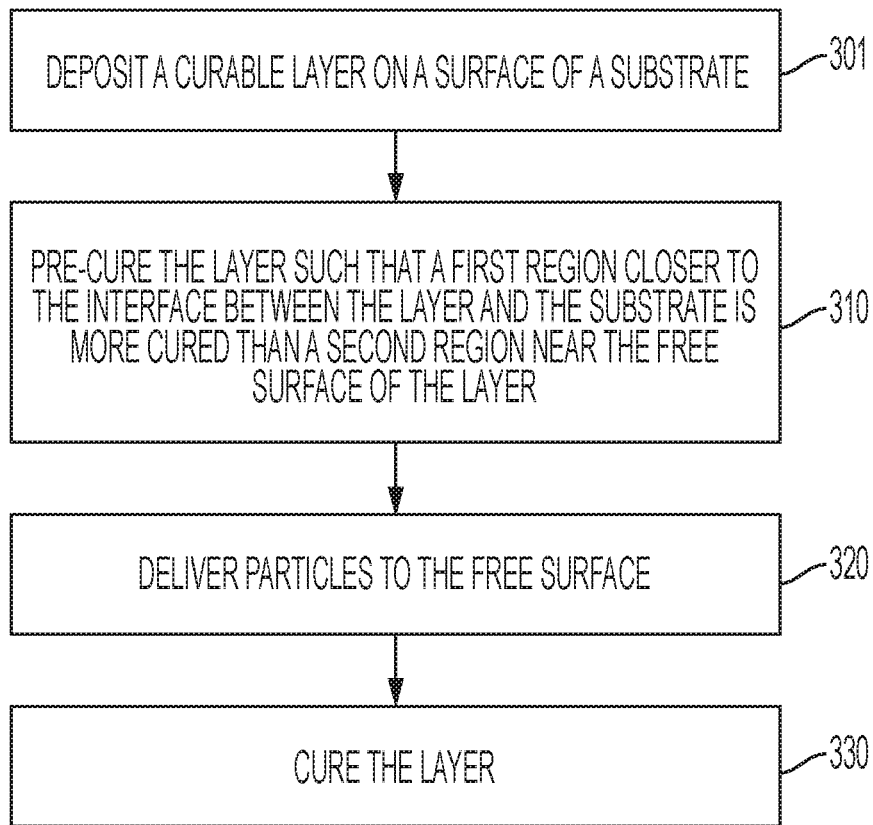 DEPOSIT A CURABLE LAYER ON A SURFACE OF A SUBSTRATE
301
PRE-CURE THE LAYER SUCH THAT A FIRST REGION CLOSER TO
THE INTERFACE BETWEEN THE LAYER AND THE SUBSTRATE IS
MORE CURED THAN A SECOND REGION NEAR THE FREE
SURFACE OF THE LAYER
310
DELIVER PARTICLES TO THE FREE SURFACE
320
CURE THE LAYER
330